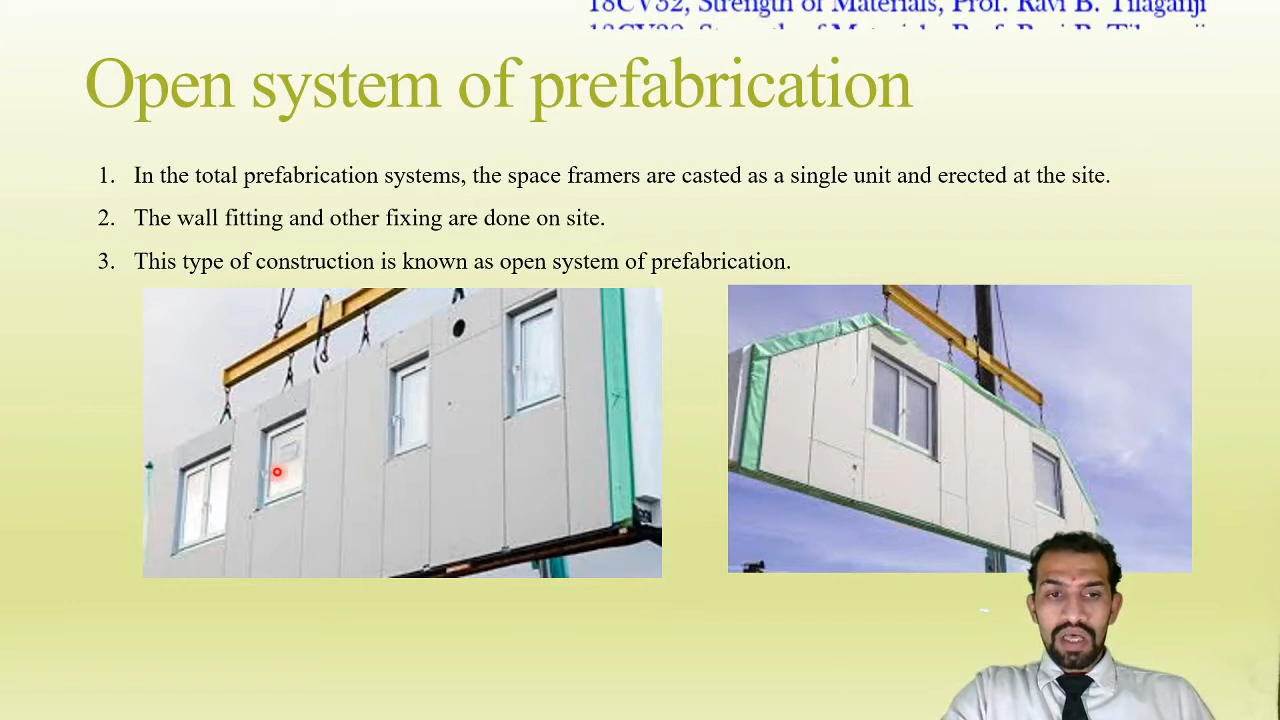 18CV32, Strength of Materials, Prof. Ravi B. Tilaganji
Open system of prefabrication
1. In the total prefabrication systems, the space framers are casted as a single unit and erected at the site.
2. The wall fitting and other fixing are done on site.
3. This type of construction is known as open system of prefabrication.